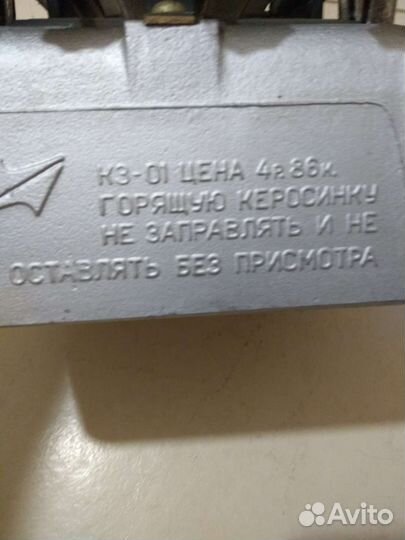 КЗ-01 ЦЕНА 4р.86к.
ГОРЯЩУЮ КЕРОСИНКУ
НЕ ЗАПРАВЛЯТЬ И НЕ
ОСТАВЛЯТЬ БЕЗ ПРИСМОТРА
Avito